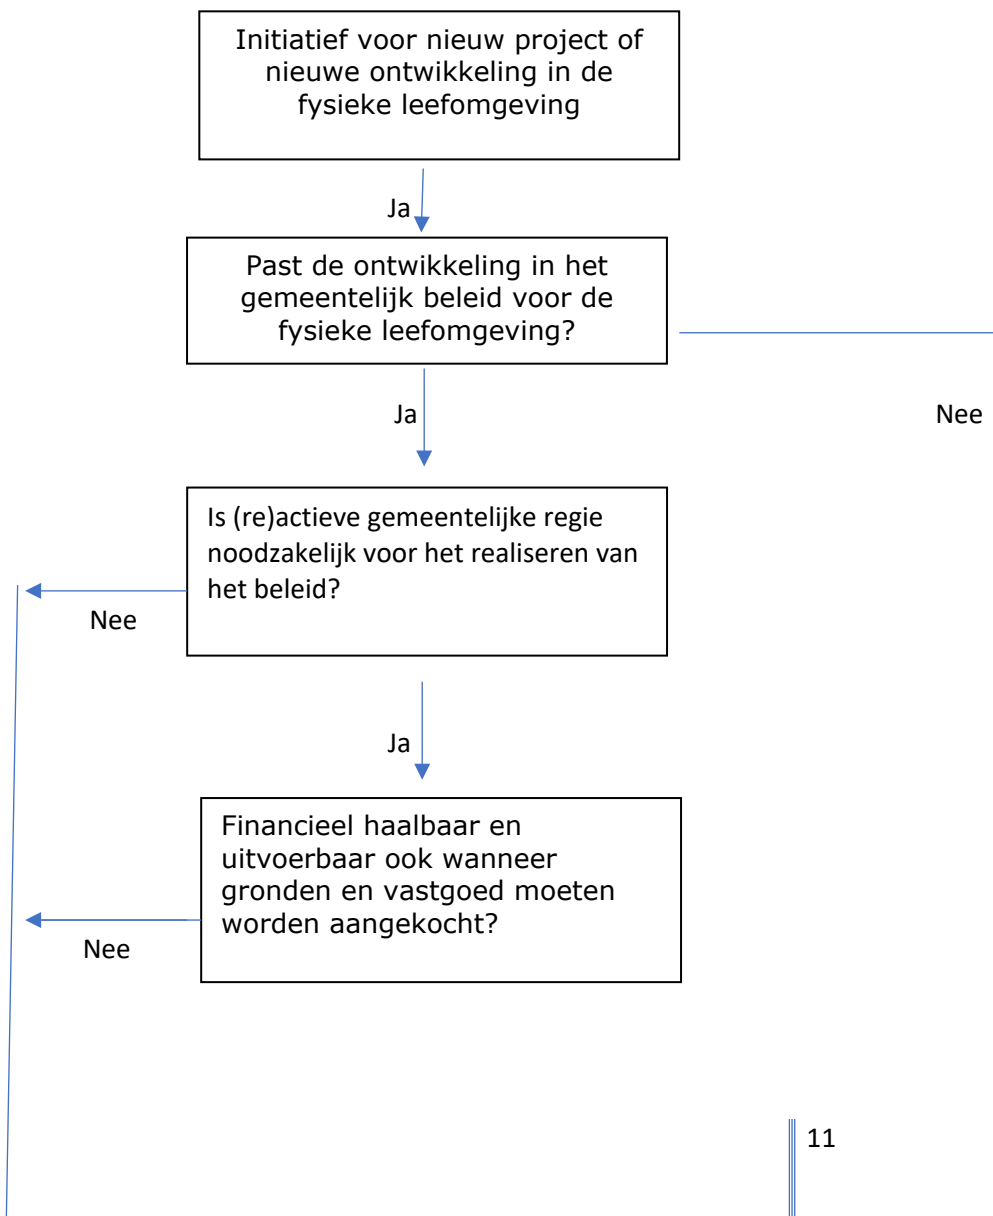 Initiatief voor nieuw project of
nieuwe ontwikkeling in de
fysieke leefomgeving
Ja
Past de ontwikkeling in het
gemeentelijk beleid voor de
fysieke leefomgeving?
Ja
Nee
Is (re)actieve gemeentelijke regie
noodzakelijk voor het realiseren van
het beleid?
Nee
Ja
Financieel haalbaar en
uitvoerbaar ook wanneer
gronden en vastgoed moeten
worden aangekocht?
Nee
11